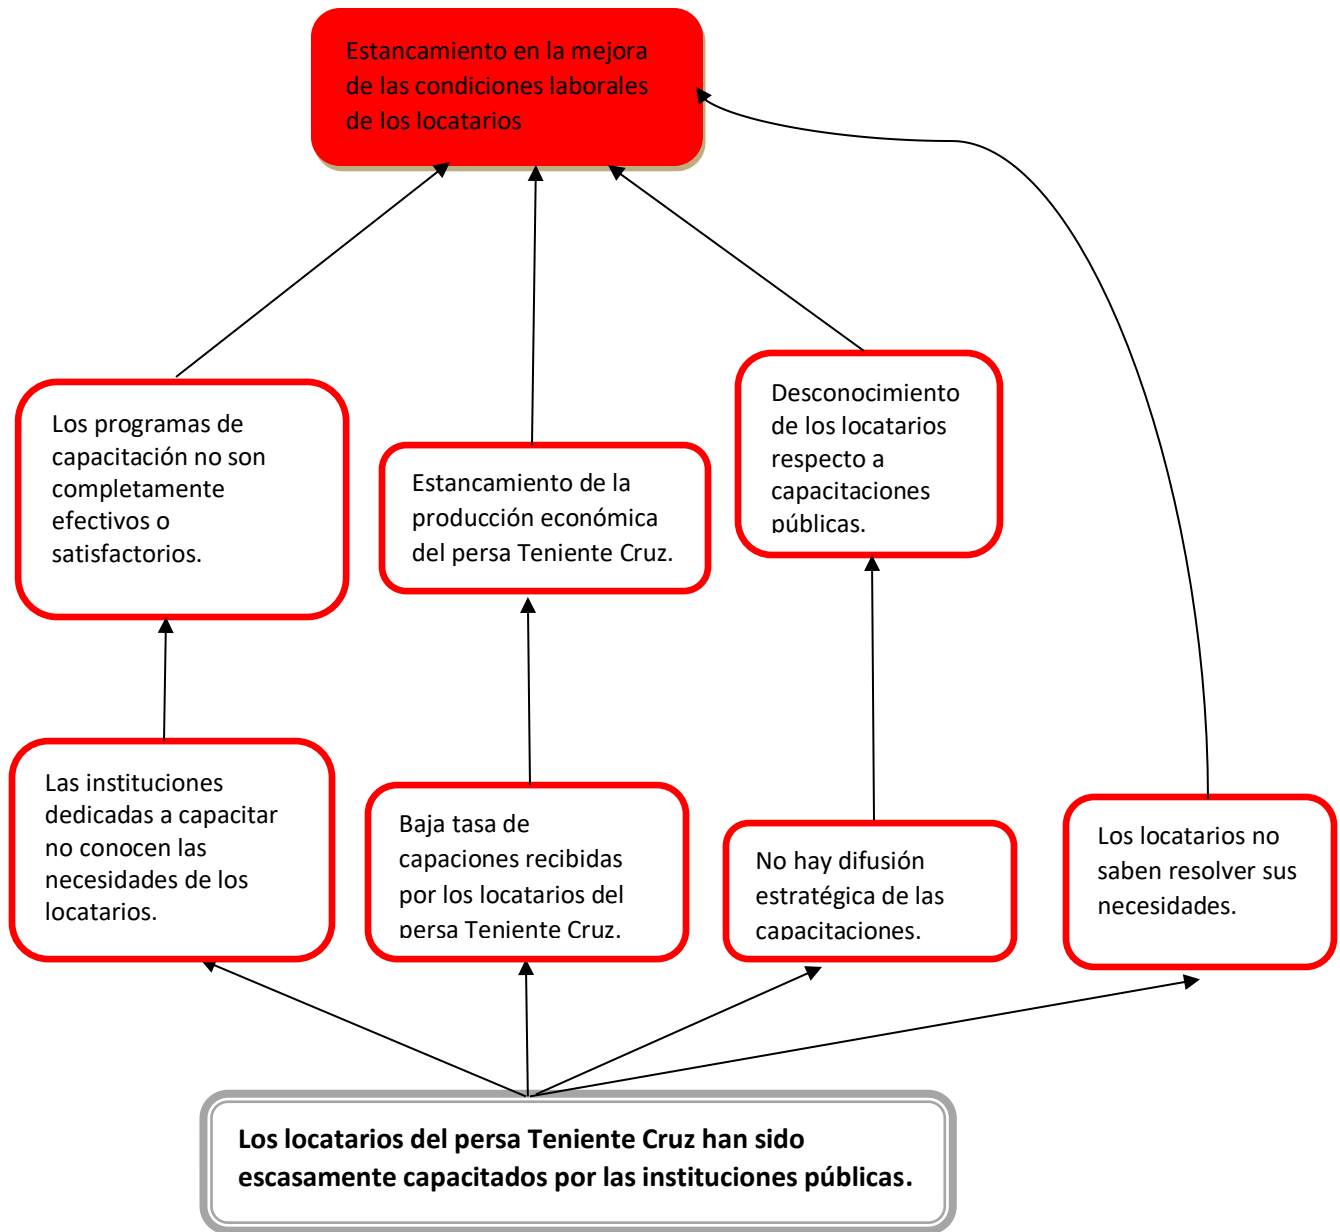 Estancamiento en la mejora
de las condiciones laborales
de los locatarios
Los programas de
capacitación no son
completamente
efectivos o
satisfactorios.
Estancamiento de la
producción económica
del persa Teniente Cruz.
Desconocimiento
de los locatarios
respecto a
capacitaciones
públicas.
Las instituciones
dedicadas a capacitar
no conocen las
necesidades de los
locatarios.
Baja tasa de
capaciones recibidas
por los locatarios del
persa Teniente Cruz.
No hay difusión
estratégica de las
capacitaciones.
Los locatarios no
saben resolver sus
necesidades.
Los locatarios del persa Teniente Cruz han sido
escasamente capacitados por las instituciones públicas.